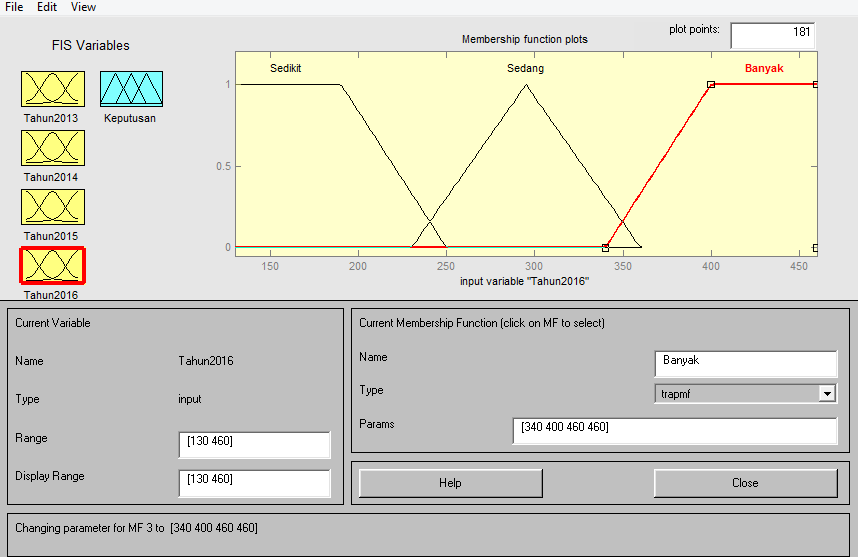 File Edit View
FIS Variables
Tahun2013
Keputusan
Tahun2014
Tahun2015
Tahun2016
Membership function plots
plot points:
181
Sedikit
Sedang
Banyak
1
0.5
0
150 200 250 300 350 400 450
input variable "Tahun2016"
Current Variable
Name
Tahun2016
Type
input
Range
[130 460]
Display Range
[130 460]
Current Membership Function (click on MF to select)
Name
Banyak
Type
trapmf
Params
[340 400 460 460]
Help
Close
Changing parameter for MF 3 to [340 400 460 460]